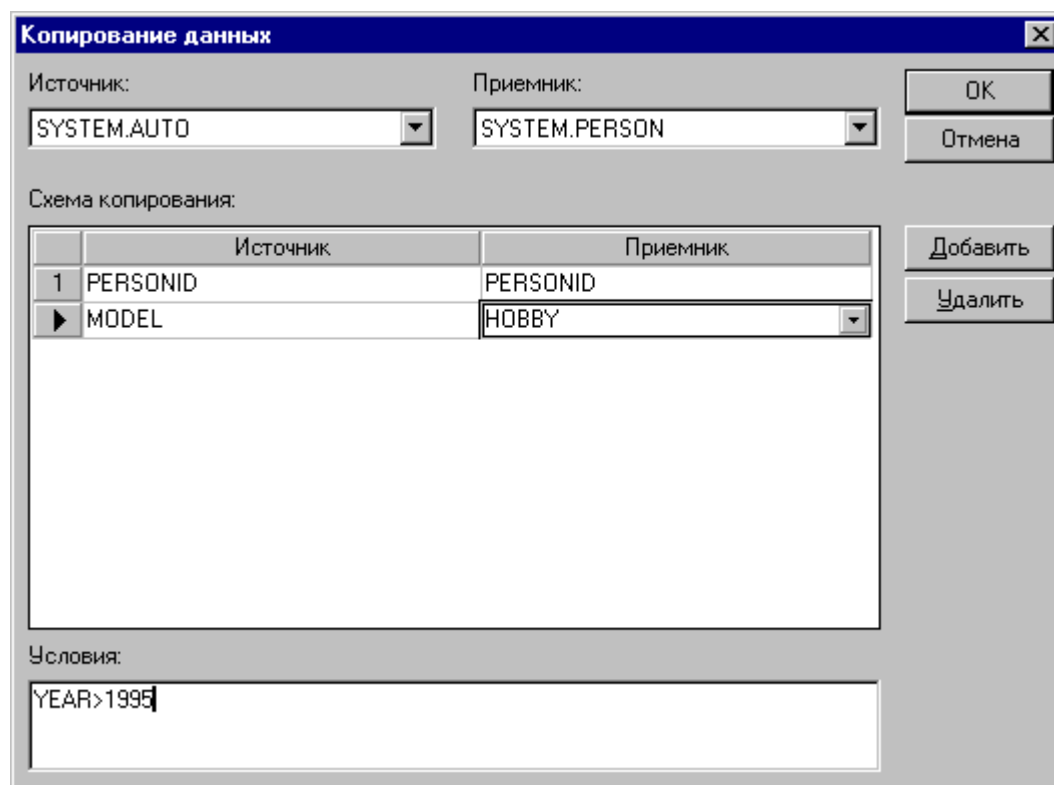 Копирование данных
Источник: Приемник:
SYSTEM.AUTO SYSTEM.PERSON
OK
Отмена
Схема копирования:
Источник Приемник
1 PERSONID PERSONID
MODEL HOBBY
Добавить
Удалить
Условия:
YEAR>1995